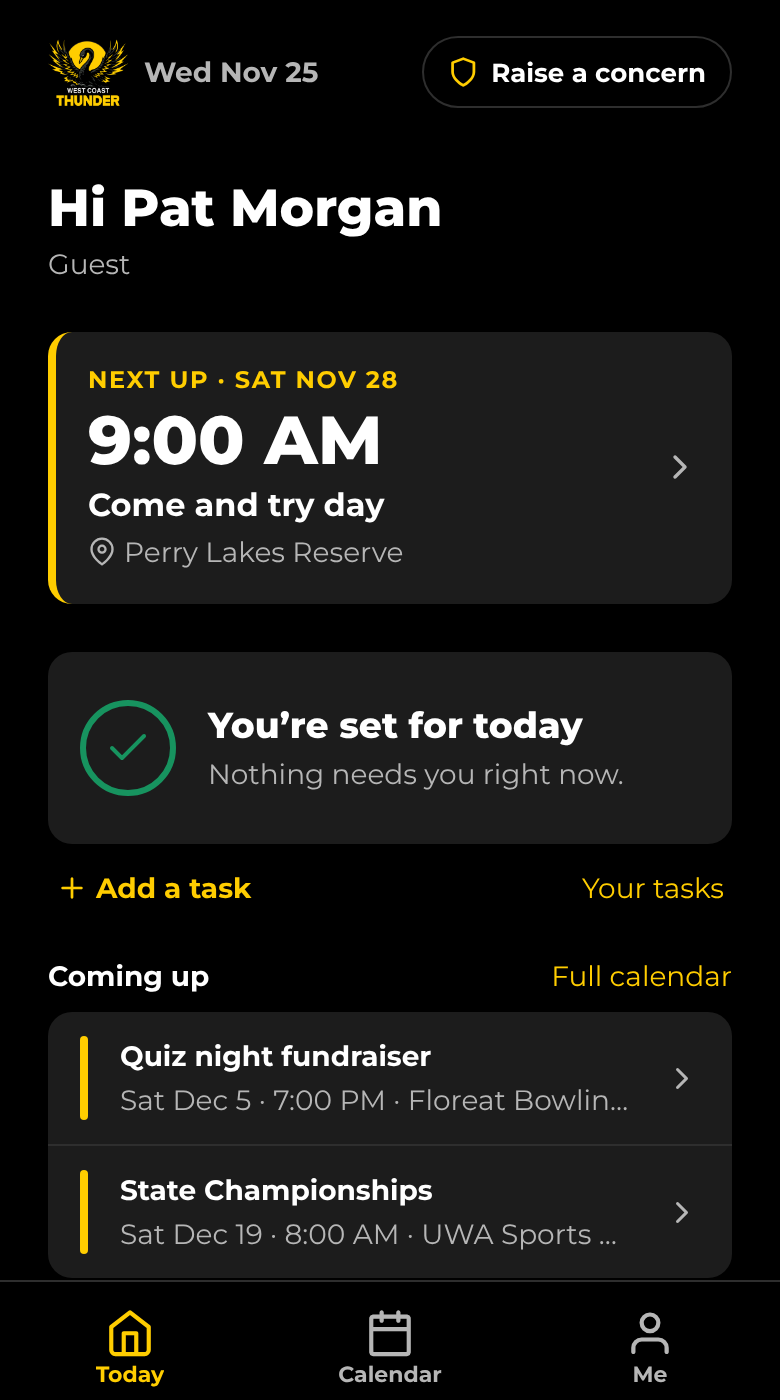 WEST COAST
THUNDER
Wed Nov 25
Raise a concern
Hi Pat Morgan
Guest
NEXT UP · SAT NOV 28
9:00 AM
Come and try day
Perry Lakes Reserve
You’re set for today
Nothing needs you right now.
Add a task
Your tasks
Coming up
Full calendar
Quiz night fundraiser
Sat Dec 5 · 7:00 PM · Floreat Bowlin...
State Championships
Sat Dec 19 · 8:00 AM · UWA Sports ...
Today
Calendar
Me